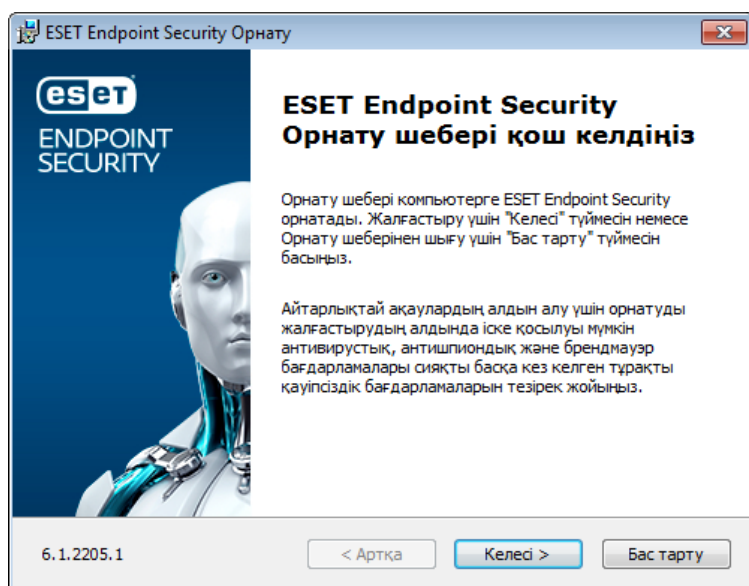 ESET Endpoint Security Орнату
eset
ENDPOINT
SECURITY
ESET Endpoint Security
Орнату шебері қош келдіңіз
Орнату шебері компьютерге ESET Endpoint Security
орнатады. Жалғастыру үшін "Келесі" түймесін немесе
Орнату шеберінен шығу үшін "Бас тарту" түймесін
басыңыз.
Айтарлықтай ақаулардың алдын алу үшін орнатуды
жалғастырудың алдында іске қосылуы мүмкін
антивирустық, антишпиондық және брендмауэр
бағдарламалары сияқты басқа кез келген тұрақты
қауіпсіздік бағдарламаларын тезірек жойыңыз.
6.1.2205.1
< Артқа
Келесі >
Бас тарту